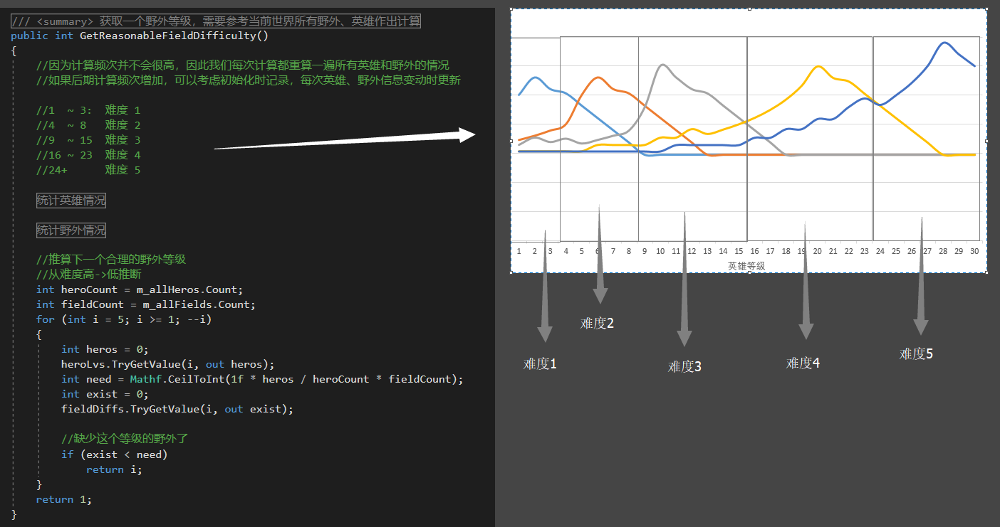 /// <summary> 获取一个野外等级，需要参考当前世界所有野外、英雄作出计算
public int GetReasonableFieldDifficulty()
{
//因为计算频次并不会很高，因此我们每次计算都重算一遍所有英雄和野外的情况
//如果后期计算频次增加，可以考虑初始化时记录，每次英雄、野外信息变动时更新
//1 ~ 3: 难度 1
//4 ~ 8 难度 2
//9 ~ 15 难度 3
//16 ~ 23 难度 4
//24+ 难度 5
统计英雄情况
统计野外情况
//推算下一个合理的野外等级
//从难度高->低推断
int heroCount = m_allHeros.Count;
int fieldCount = m_allFields.Count;
for (int i = 5; i >= 1; --i)
{
int heros = 0;
heroLvs.TryGetValue(i, out heros);
int need = Mathf.CeilToInt(1f * heros / heroCount * fieldCount);
int exist = 0;
fieldDiffs.TryGetValue(i, out exist);
//缺少这个等级的野外了
if (exist < need)
return i;
}
return 1;
}
1 2 3 4 5 6 7 8 9 10 11 12 13 14 15 16 17 18 19 20 21 22 23 24 25 26 27 28 29 30
英雄等级
难度1
难度2
难度3
难度4
难度5